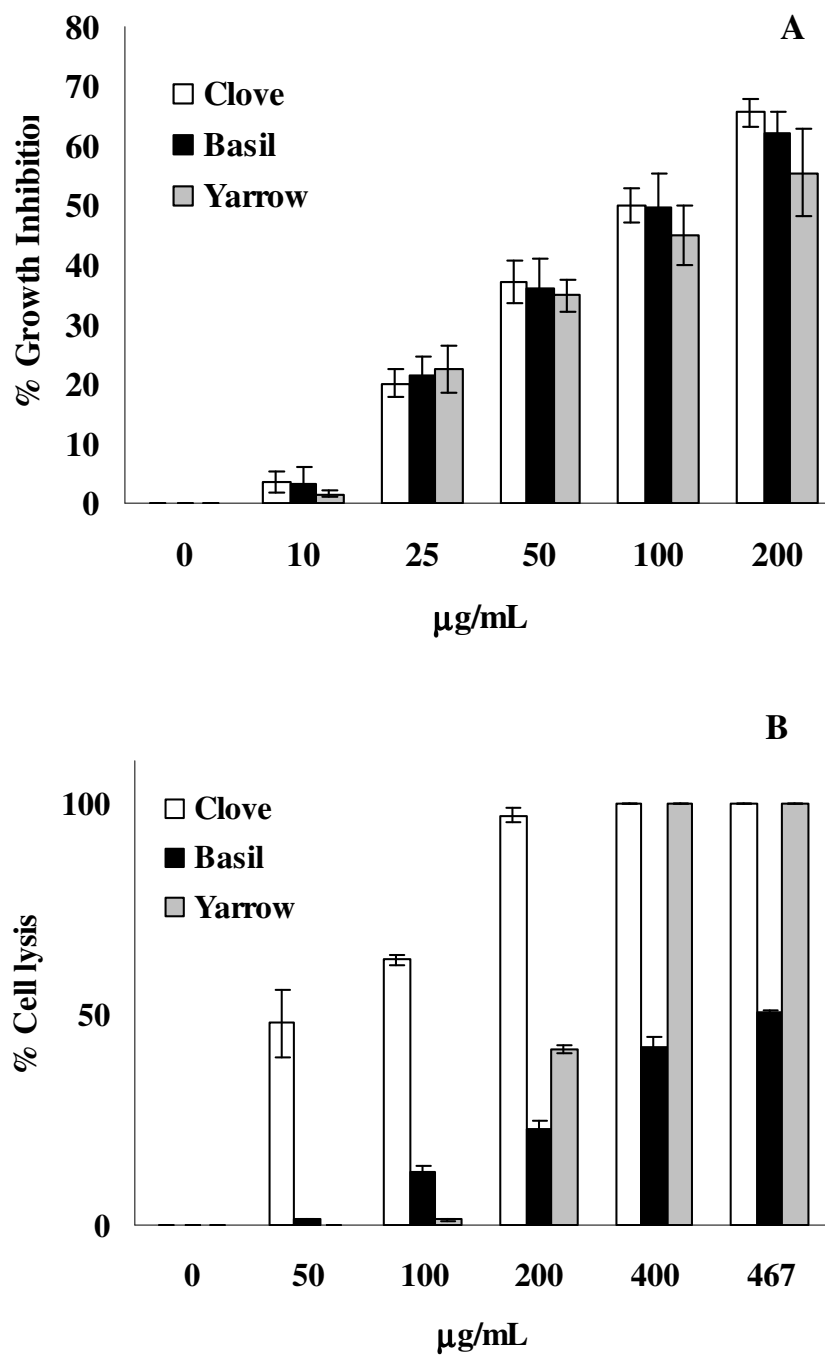 A
80
70
60
50
40
30
20
10
0
% Growth Inhibition
Clove
Basil
Yarrow
0 10 25 50 100 200
μg/mL
B
100
50
0
% Cell lysis
Clove
Basil
Yarrow
0 50 100 200 400 467
μg/mL